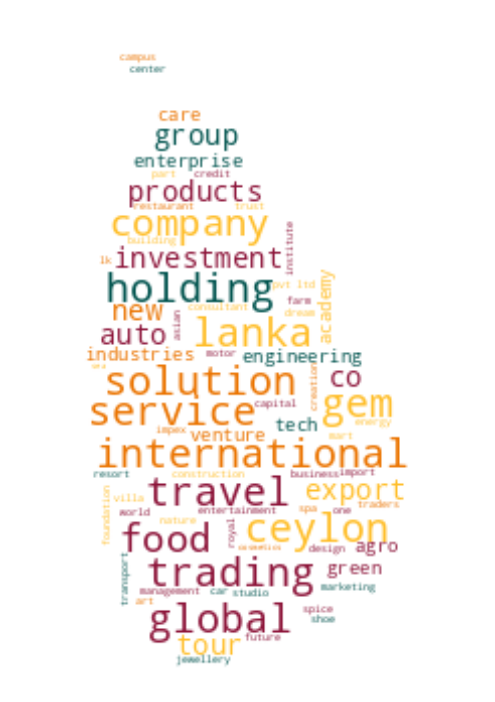 campus
center
care
group
enterprise
part credit
products
restaurant trust
company
building
institute
lk investment
holding pvt ltd
academy
farm
new consultant
dream
asian
auto lanka
industries motor engineering
solution co
creation
service capital gem
energy
tech
impex venture mart
international
resort construction business import
travel export
foundation villa
traders
world entertainment spa one
nature
food royal ceylon
cosmetics design agro
trading green
transport
management car studio marketing
art
global spice
shoe
tour future
jewellery